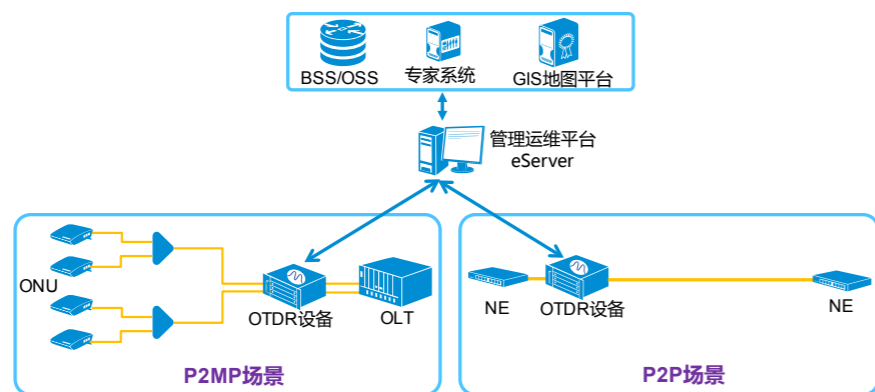 BSS/OSS
专家系统
GIS地图平台
管理运维平台
eServer
ONU
OTDR设备
OLT
P2MP场景
NE
OTDR设备
NE
P2P场景